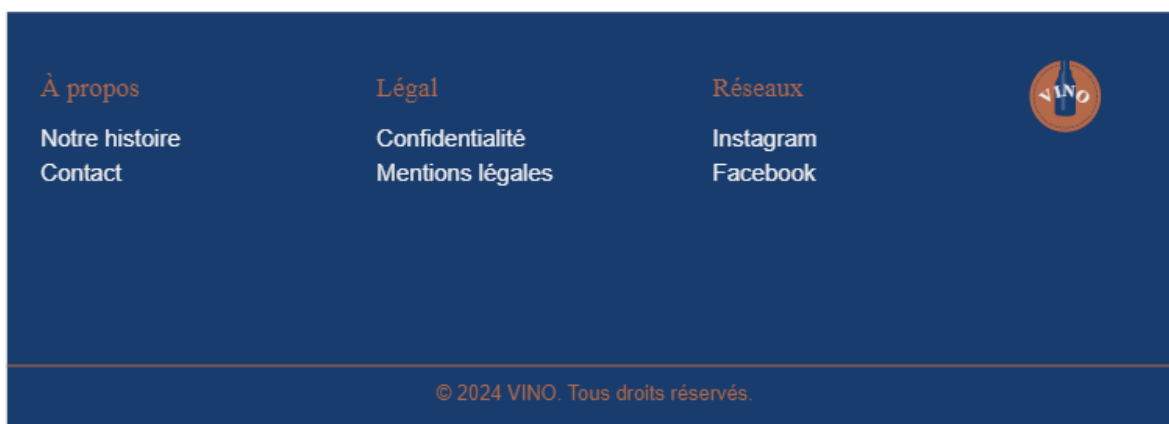 À propos
Notre histoire
Contact
Légal
Confidentialité
Mentions légales
Réseaux
Instagram
Facebook
VINO
© 2024 VINO. Tous droits réservés.